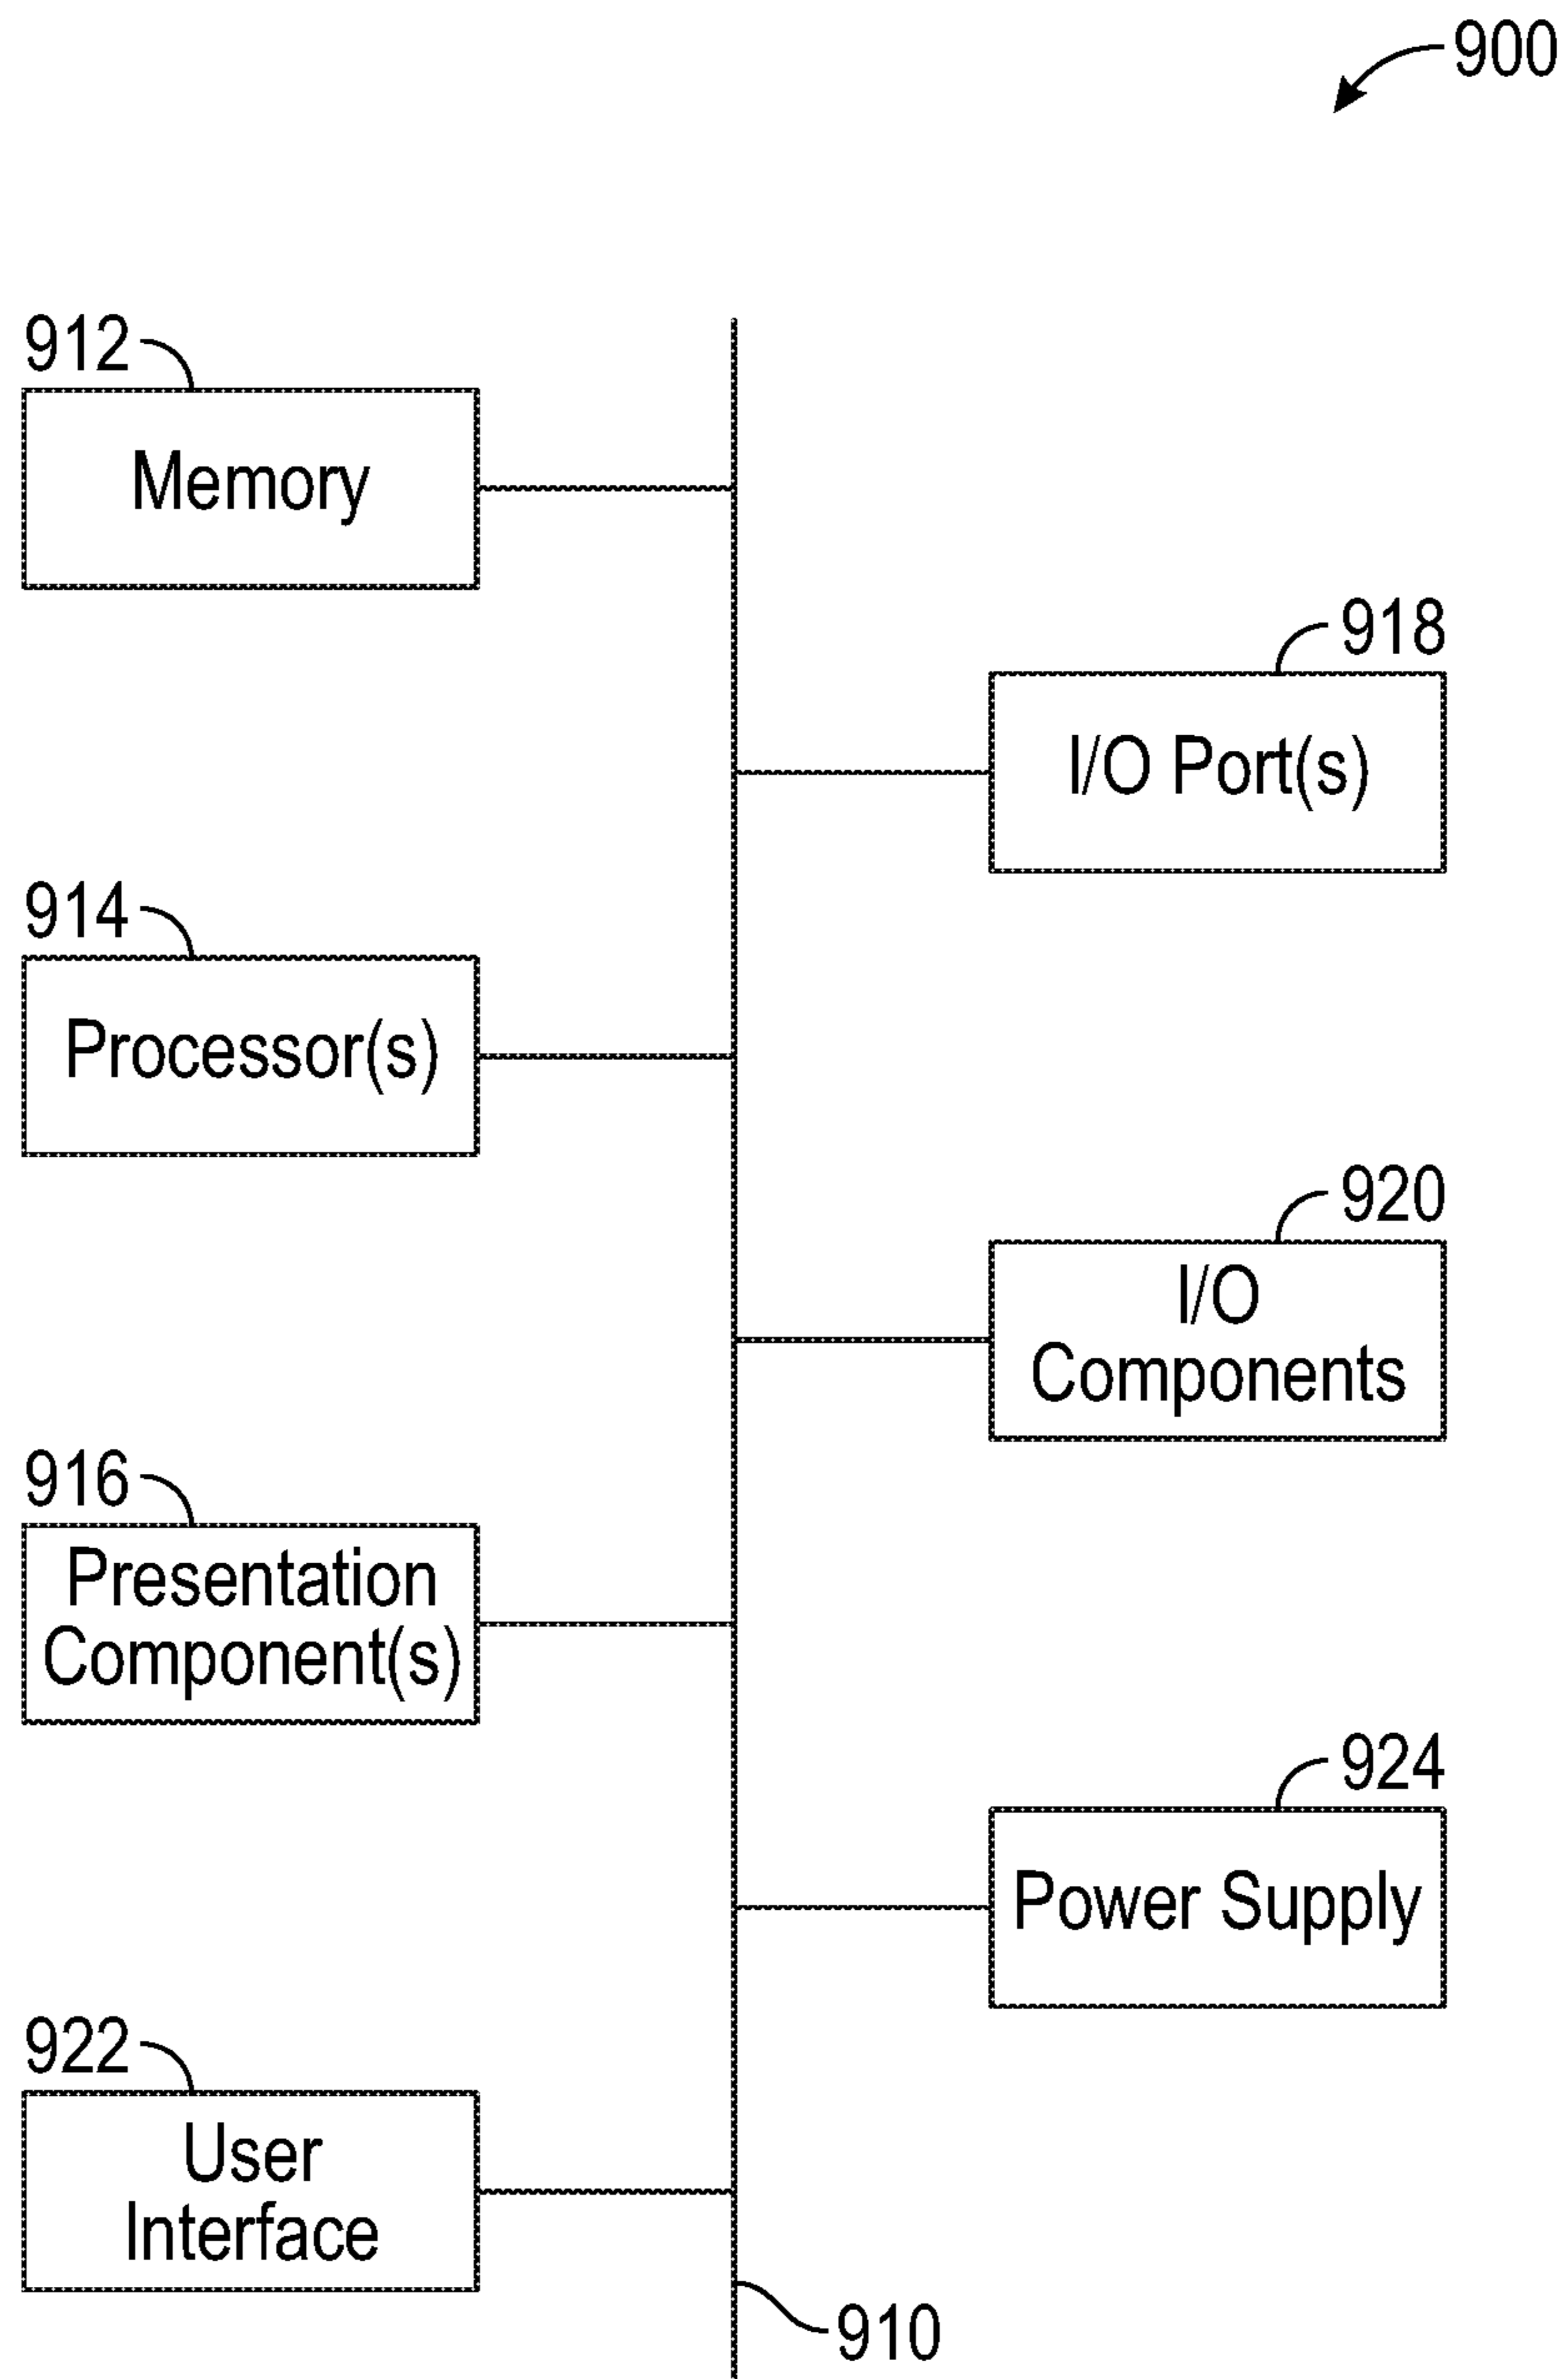 900
912
Memory
918
I/O Port(s)
914
Processor(s)
920
I/O
Components
916
Presentation
Component(s)
924
Power Supply
922
User
Interface
910